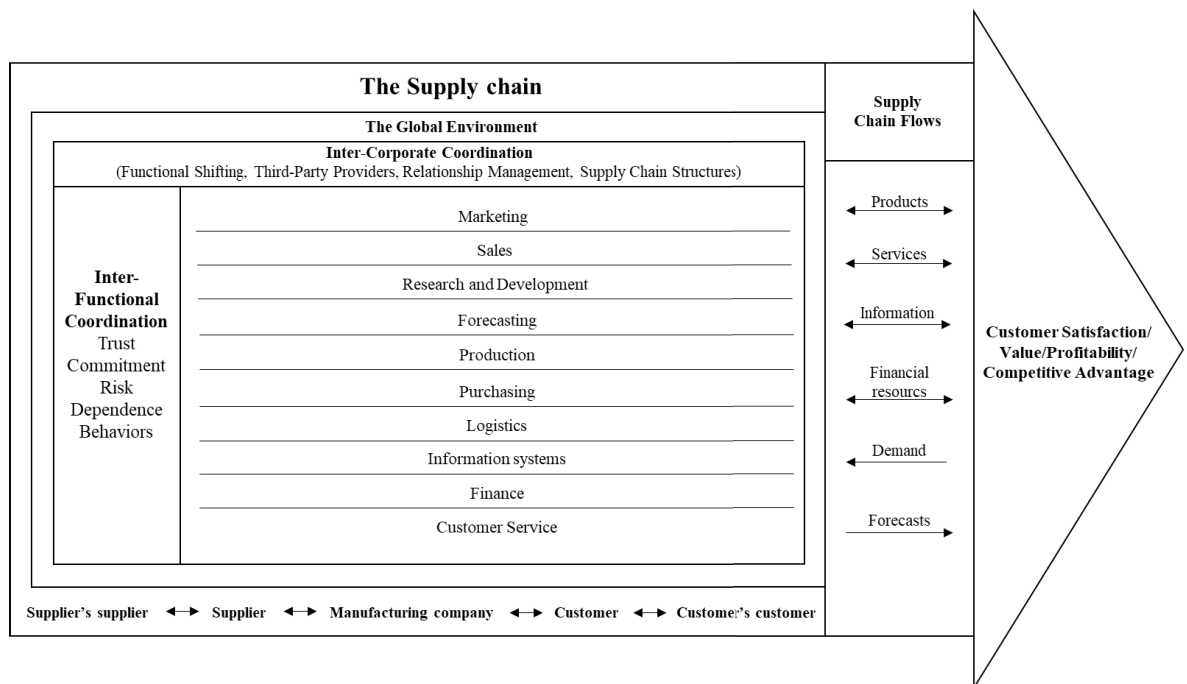 The Supply chain
The Global Environment
Inter-Corporate Coordination
(Functional Shifting, Third-Party Providers, Relationship Management, Supply Chain Structures)
Inter-
Functional
Coordination
Trust
Commitment
Risk
Dependence
Behaviors
Marketing
Sales
Research and Development
Forecasting
Production
Purchasing
Logistics
Information systems
Finance
Customer Service
Supplier's supplier Supplier Manufacturing company Customer Customer's customer
Supply
Chain Flows
Products
Services
Information
Financial
resourcs
Demand
Forecasts
Customer Satisfaction/
Value/Profitability/
Competitive Advantage